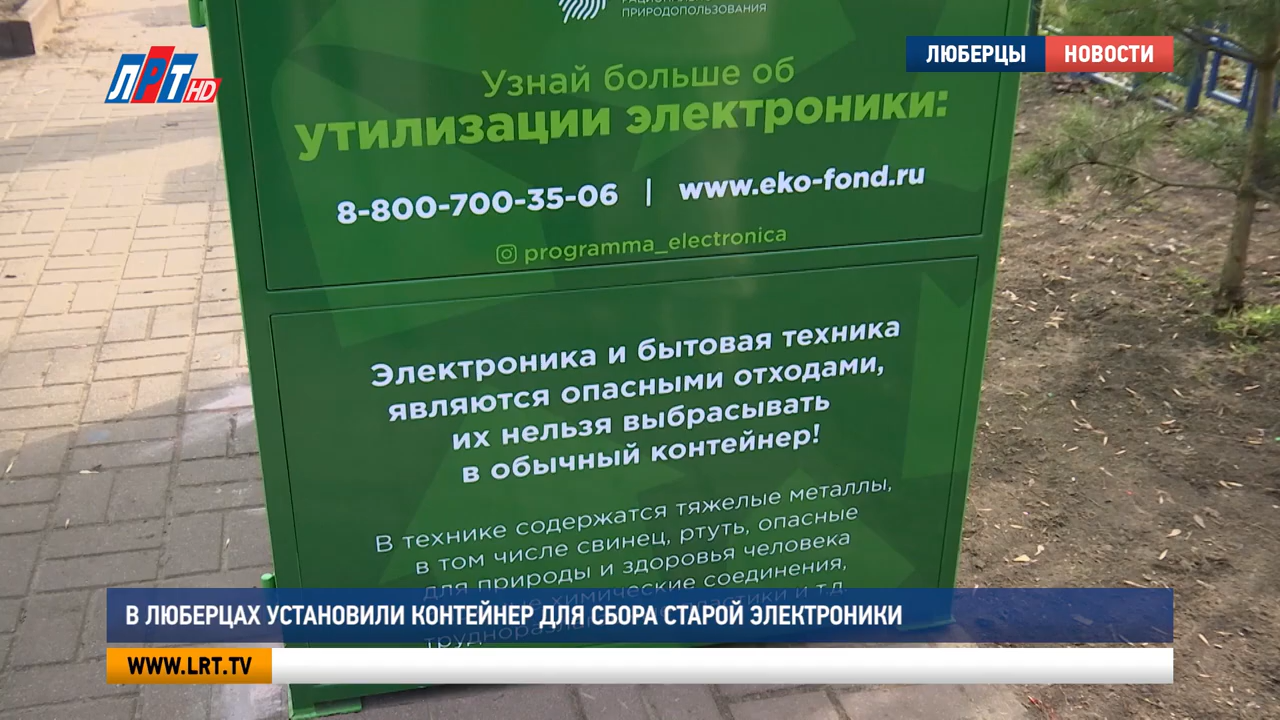 ПРИРОДОПОЛЬЗОВАНИЯ
ЛРТ HD
ЛЮБЕРЦЫ НОВОСТИ
Узнай больше об
утилизации электроники:
8-800-700-35-06 | www.eko-fond.ru
programma_electronica
Электроника и бытовая техника
являются опасными отходами,
их нельзя выбрасывать
в обычный контейнер!
В технике содержатся тяжелые металлы,
в том числе свинец, ртуть, опасные
для природы и здоровья человека
химические соединения,
и т.д.
В ЛЮБЕРЦАХ УСТАНОВИЛИ КОНТЕЙНЕР ДЛЯ СБОРА СТАРОЙ ЭЛЕКТРОНИКИ
WWW.LRT.TV